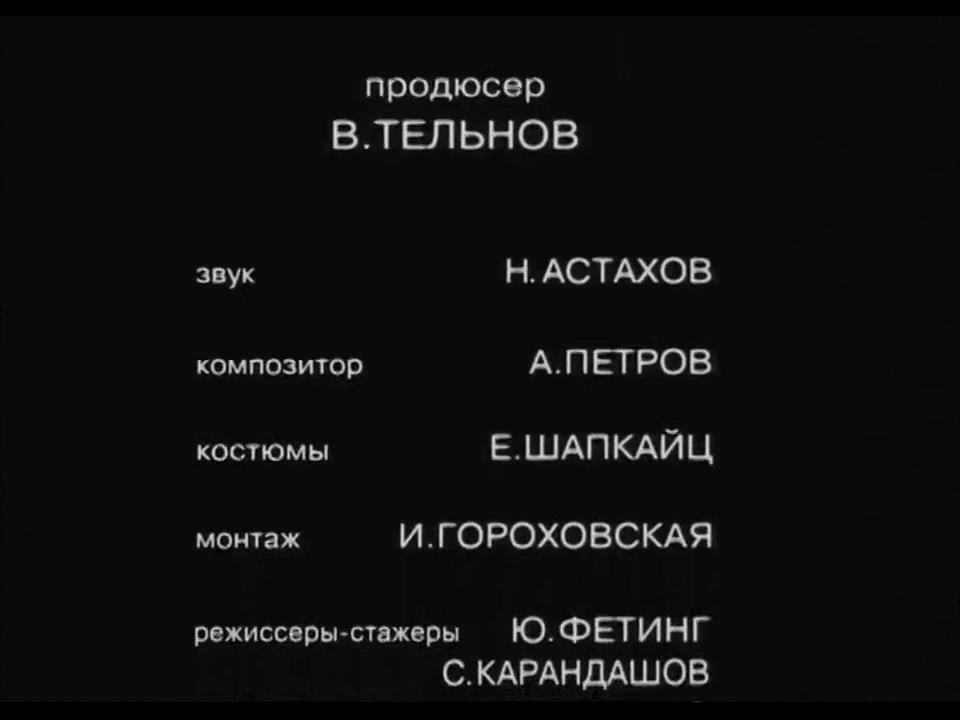 продюсер
В.ТЕЛЬНОВ
звук Н.АСТАХОВ
композитор А.ПЕТРОВ
костюмы Е.ШАПКАЙЦ
монтаж И.ГОРОХОВСКАЯ
режиссеры-стажеры Ю.ФЕТИНГ
С.КАРАНДАШОВ